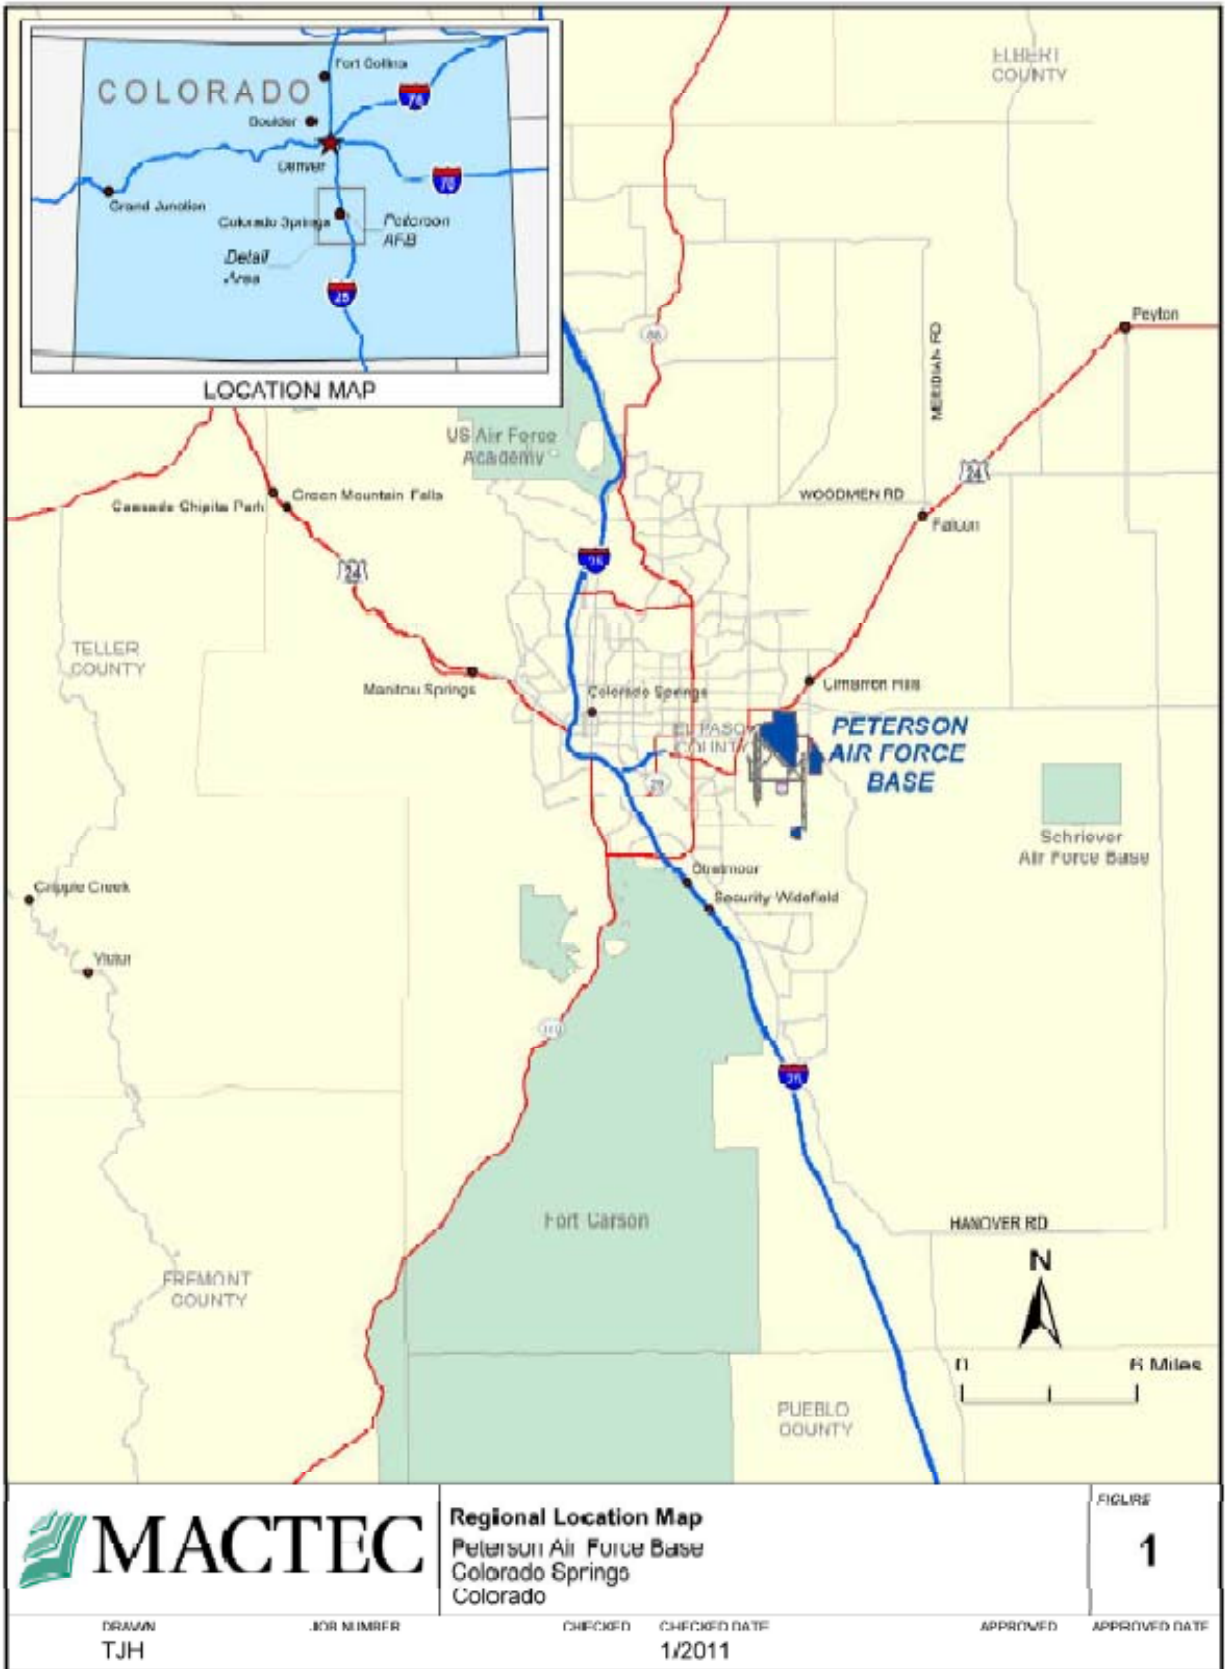 COLORADO
Fort Collins
76
Boulder
Denver
70
Grand Junction
Colorado Springs
Peterson
AFB
Detail
Area
25
LOCATION MAP
ELBERT
COUNTY
Peyton
MERIDIAN RD
US Air Force
Academy
24
WOODMEN RD
Green Mountain Falls
Cascade Chipita Park
Falcon
25
24
TELLER
COUNTY
Manitou Springs
Colorado Springs
Cimarron Hills
EL PASO
COUNTY
PETERSON
AIR FORCE
BASE
Schriever
Air Force Base
Stratmoor
Security Widefield
Cripple Creek
Victor
25
Fort Carson
HANOVER RD
N
FREMONT
COUNTY
0
6 Miles
PUEBLO
COUNTY
MACTEC
Regional Location Map
Peterson Air Force Base
Colorado Springs
Colorado
FIGURE
1
DRAWN
TJH
JOB NUMBER
CHECKED
CHECKED DATE
1/2011
APPROVED
APPROVED DATE